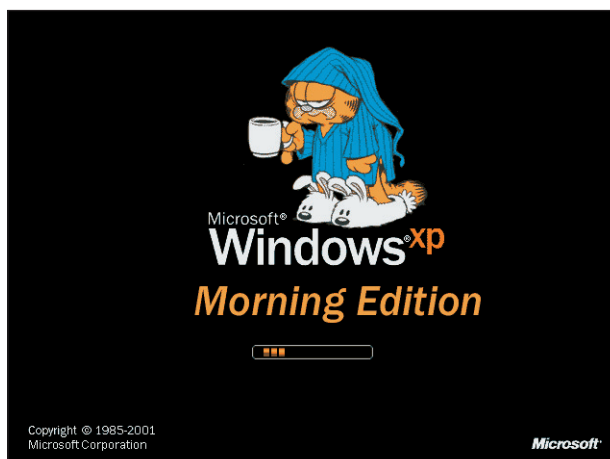 Microsoft®
Windows® xp
Morning Edition
Copyright © 1985-2001
Microsoft Corporation
Microsoft®